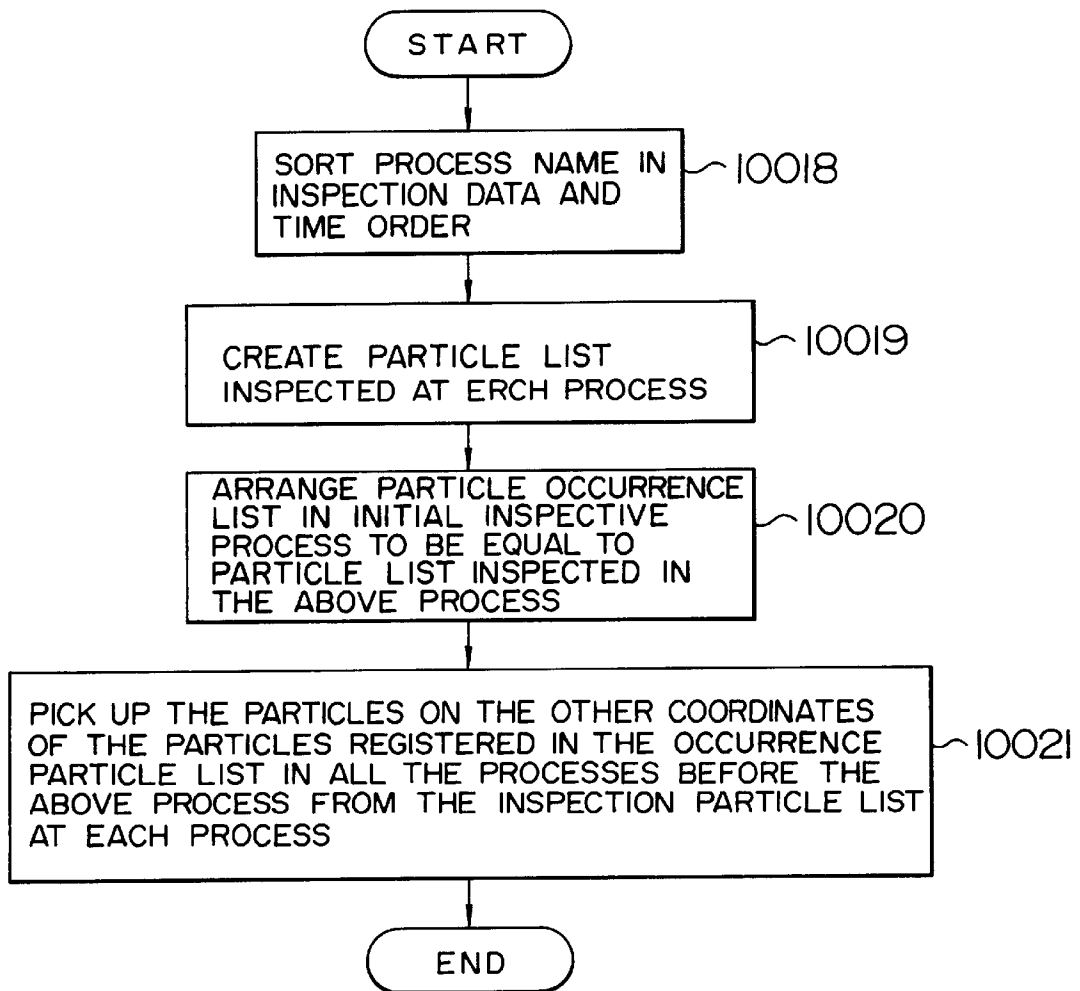 START
SORT PROCESS NAME IN
INSPECTION DATA AND
TIME ORDER
10018
CREATE PARTICLE LIST
INSPECTED AT ERCH PROCESS
10019
ARRANGE PARTICLE OCCURRENCE
LIST IN INITIAL INSPECTIVE
PROCESS TO BE EQUAL TO
PARTICLE LIST INSPECTED IN
THE ABOVE PROCESS
10020
PICK UP THE PARTICLES ON THE OTHER COORDINATES
OF THE PARTICLES REGISTERED IN THE OCCURRENCE
PARTICLE LIST IN ALL THE PROCESSES BEFORE THE
ABOVE PROCESS FROM THE INSPECTION PARTICLE LIST
AT EACH PROCESS
10021
END